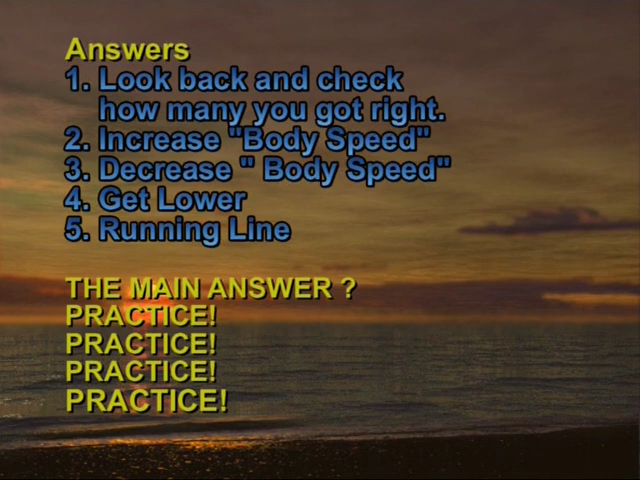 Answers
1. Look back and check
how many you got right.
2. Increase "Body Speed"
3. Decrease " Body Speed"
4. Get Lower
5. Running Line
THE MAIN ANSWER ?
PRACTICE!
PRACTICE!
PRACTICE!
PRACTICE!